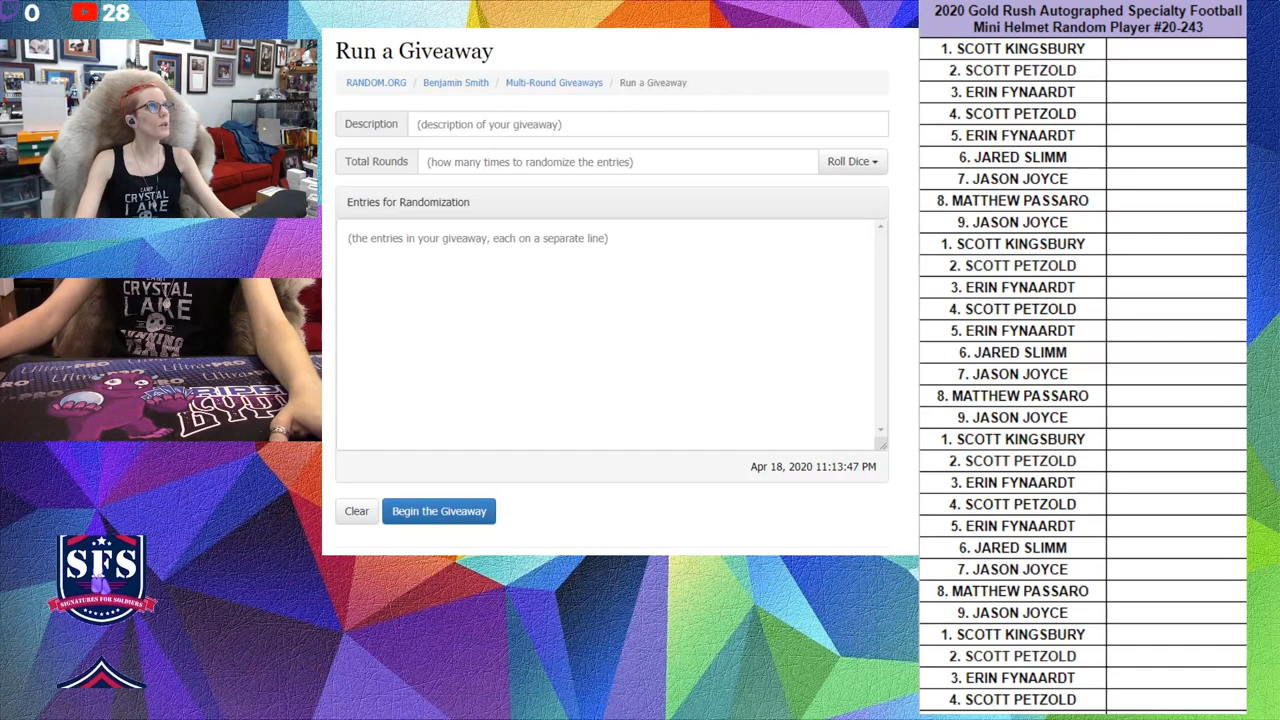 0
28
CAMP
CRYSTAL
LAKE
CRYSTAL
LAKE
RUNNING
TEAM
Ultra PRO
SFS
SIGNATURES FOR SOLDIERS
Run a Giveaway
RANDOM.ORG / Benjamin Smith / Multi-Round Giveaways / Run a Giveaway
Description (description of your giveaway)
Total Rounds (how many times to randomize the entries) Roll Dice
Entries for Randomization
(the entries in your giveaway, each on a separate line)
Apr 18, 2020 11:13:47 PM
Clear Begin the Giveaway
2020 Gold Rush Autographed Specialty Football
Mini Helmet Random Player #20-243
1. SCOTT KINGSBURY
2. SCOTT PETZOLD
3. ERIN FYNAARDT
4. SCOTT PETZOLD
5. ERIN FYNAARDT
6. JARED SLIMM
7. JASON JOYCE
8. MATTHEW PASSARO
9. JASON JOYCE
1. SCOTT KINGSBURY
2. SCOTT PETZOLD
3. ERIN FYNAARDT
4. SCOTT PETZOLD
5. ERIN FYNAARDT
6. JARED SLIMM
7. JASON JOYCE
8. MATTHEW PASSARO
9. JASON JOYCE
1. SCOTT KINGSBURY
2. SCOTT PETZOLD
3. ERIN FYNAARDT
4. SCOTT PETZOLD
5. ERIN FYNAARDT
6. JARED SLIMM
7. JASON JOYCE
8. MATTHEW PASSARO
9. JASON JOYCE
1. SCOTT KINGSBURY
2. SCOTT PETZOLD
3. ERIN FYNAARDT
4. SCOTT PETZOLD